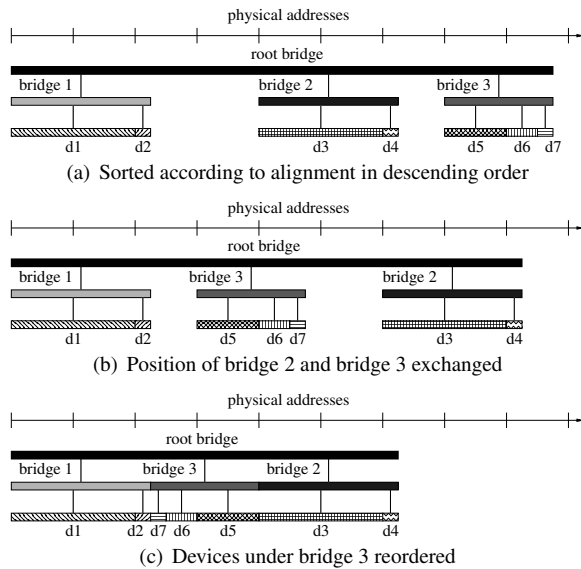 physical addresses
root bridge
bridge 1 bridge 2 bridge 3
d1 d2 d3 d4 d5 d6 d7
(a) Sorted according to alignment in descending order
physical addresses
root bridge
bridge 1 bridge 3 bridge 2
d1 d2 d5 d6 d7 d3 d4
(b) Position of bridge 2 and bridge 3 exchanged
physical addresses
root bridge
bridge 1 bridge 3 bridge 2
d1 d2 d7 d6 d5 d3 d4
(c) Devices under bridge 3 reordered